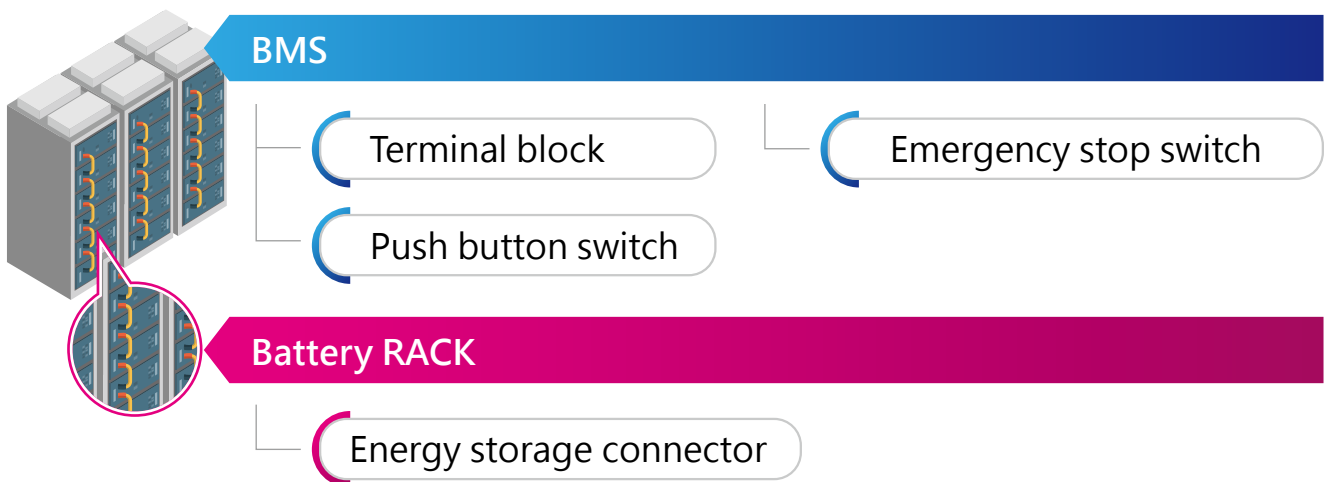 BMS
Terminal block
Emergency stop switch
Push button switch
Battery RACK
Energy storage connector